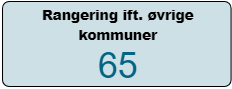 Rangering ift. øvrige
kommuner
65